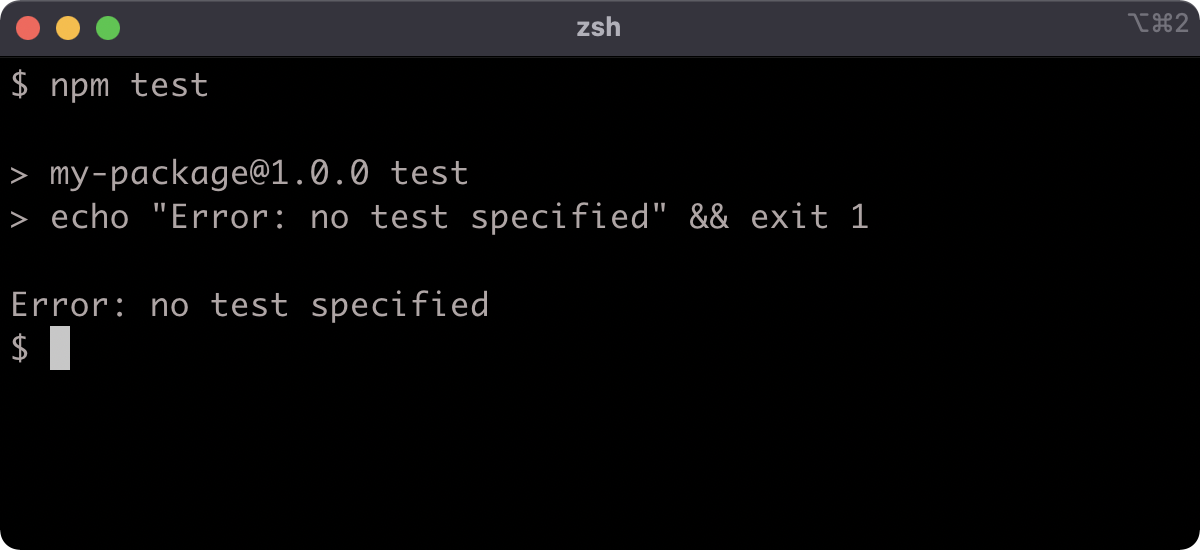 zsh
⌥⌘2
$ npm test
> my-package@1.0.0 test
> echo "Error: no test specified" && exit 1
Error: no test specified
$